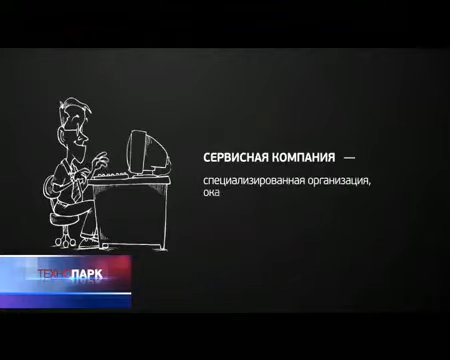 СЕРВИСНАЯ КОМПАНИЯ —
специализированная организация,
ока
ТЕХНОПАРК